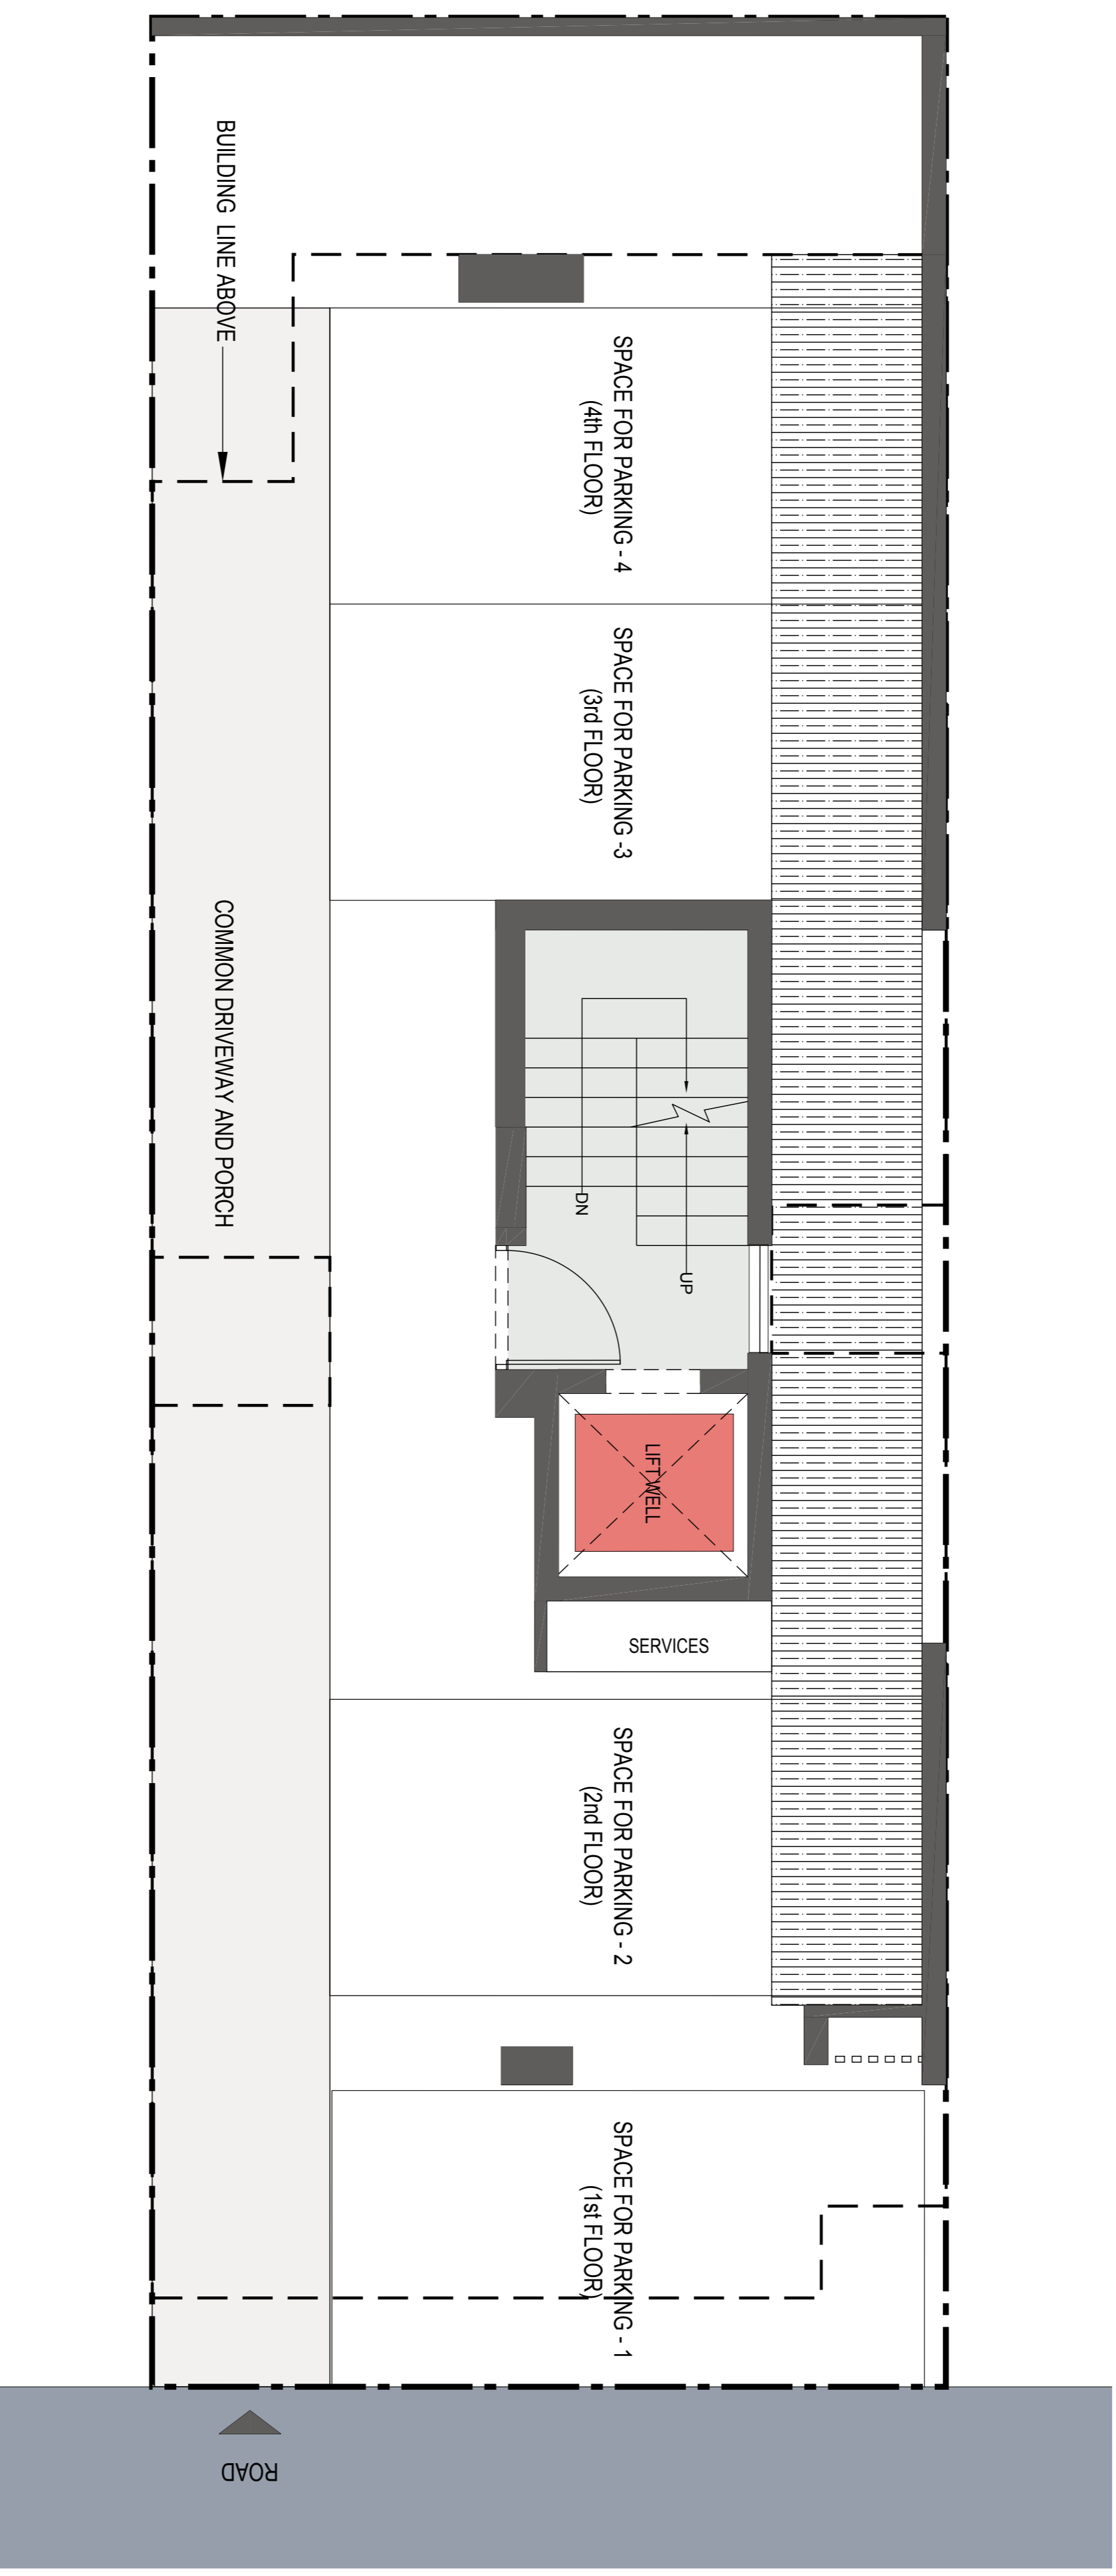 BUILDING LINE ABOVE
SPACE FOR PARKING - 4
(4th FLOOR)
SPACE FOR PARKING -3
(3rd FLOOR)
COMMON DRIVEWAY AND PORCH
DN
UP
LIFT WELL
SERVICES
SPACE FOR PARKING - 2
(2nd FLOOR)
SPACE FOR PARKING - 1
(1st FLOOR)
ROAD